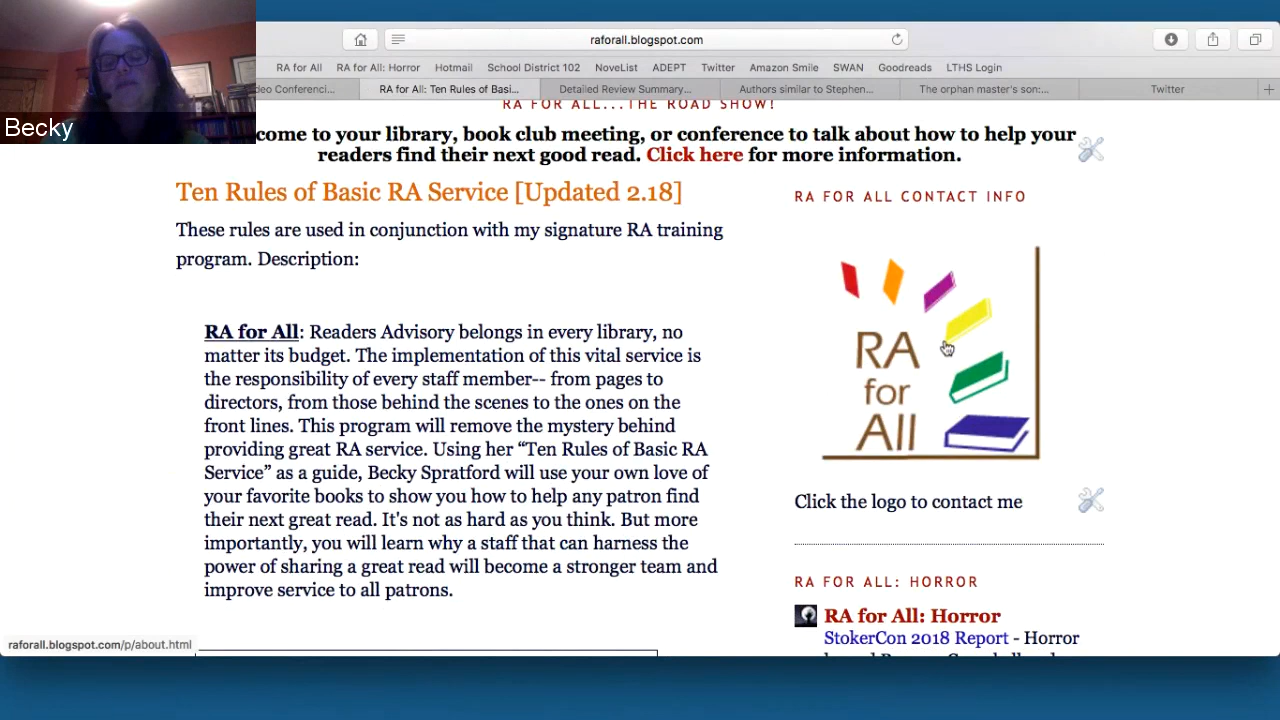 raforall.blogspot.com
RA for All RA for All: Horror Hotmail School District 102 NoveList ADEPT Twitter Amazon Smile SWAN Goodreads LTHS Login
deo Conferenci... RA for All: Ten Rules of Basi... Detailed Review Summary... Authors similar to Stephen... The orphan master's son:... Twitter
Becky
RA FOR ALL...THE ROAD SHOW!
come to your library, book club meeting, or conference to talk about how to help your
readers find their next good read. Click here for more information.
Ten Rules of Basic RA Service [Updated 2.18]
These rules are used in conjunction with my signature RA training
program. Description:
RA for All: Readers Advisory belongs in every library, no
matter its budget. The implementation of this vital service is
the responsibility of every staff member-- from pages to
directors, from those behind the scenes to the ones on the
front lines. This program will remove the mystery behind
providing great RA service. Using her “Ten Rules of Basic RA
Service” as a guide, Becky Spratford will use your own love of
your favorite books to show you how to help any patron find
their next great read. It's not as hard as you think. But more
importantly, you will learn why a staff that can harness the
power of sharing a great read will become a stronger team and
improve service to all patrons.
RA FOR ALL CONTACT INFO
RA
for
All
Click the logo to contact me
RA FOR ALL: HORROR
RA for All: Horror
StokerCon 2018 Report - Horror
raforall.blogspot.com/p/about.html